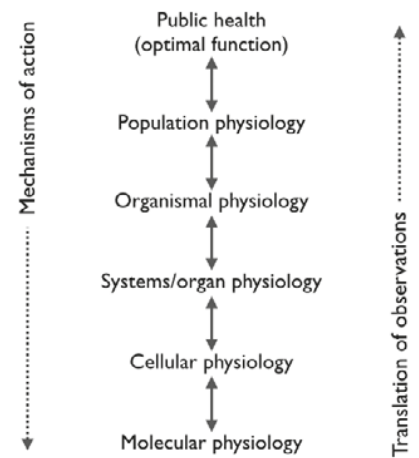 Public health
(optimal function)
Population physiology
Organismal physiology
Systems/organ physiology
Cellular physiology
Molecular physiology
Mechanisms of action
Translation of observations